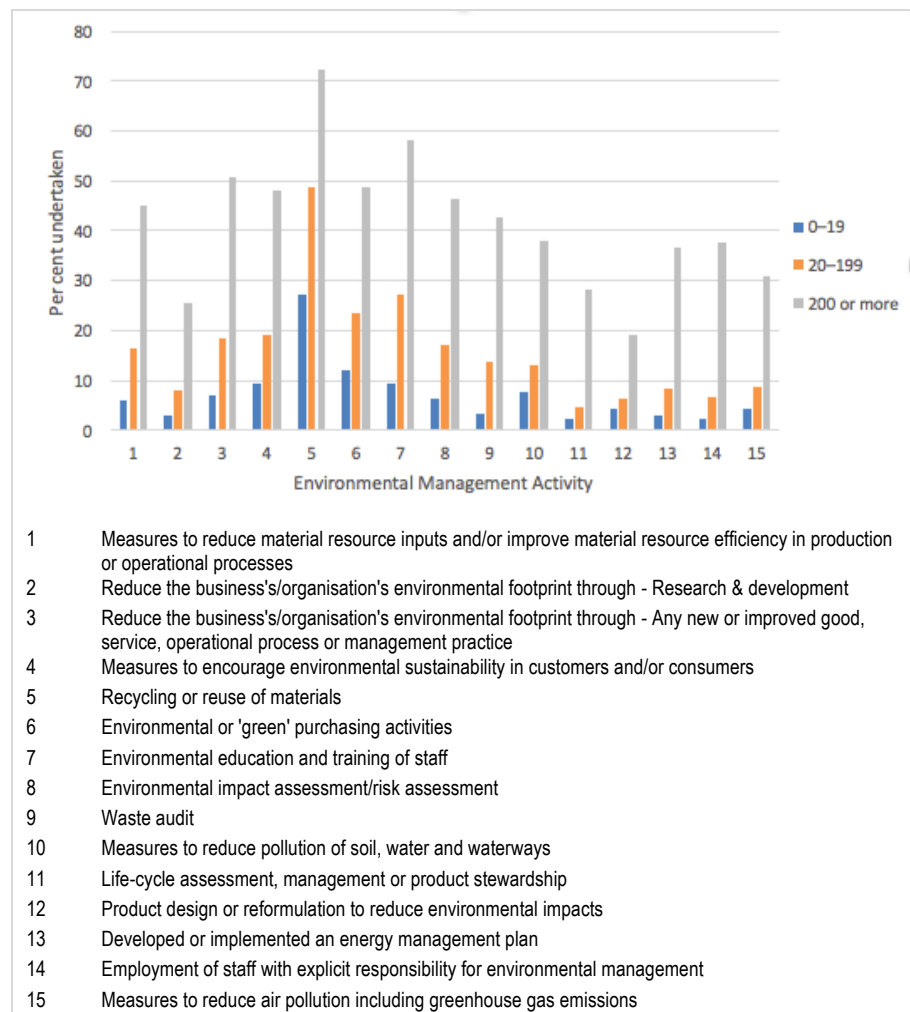 80
70
60
50
40
30
20
10
0
Per cent undertaken
1 2 3 4 5 6 7 8 9 10 11 12 13 14 15
Environmental Management Activity
0–19
20–199
200 or more
1 Measures to reduce material resource inputs and/or improve material resource efficiency in production
or operational processes
2 Reduce the business's/organisation's environmental footprint through - Research & development
3 Reduce the business's/organisation's environmental footprint through - Any new or improved good,
service, operational process or management practice
4 Measures to encourage environmental sustainability in customers and/or consumers
5 Recycling or reuse of materials
6 Environmental or 'green' purchasing activities
7 Environmental education and training of staff
8 Environmental impact assessment/risk assessment
9 Waste audit
10 Measures to reduce pollution of soil, water and waterways
11 Life-cycle assessment, management or product stewardship
12 Product design or reformulation to reduce environmental impacts
13 Developed or implemented an energy management plan
14 Employment of staff with explicit responsibility for environmental management
15 Measures to reduce air pollution including greenhouse gas emissions